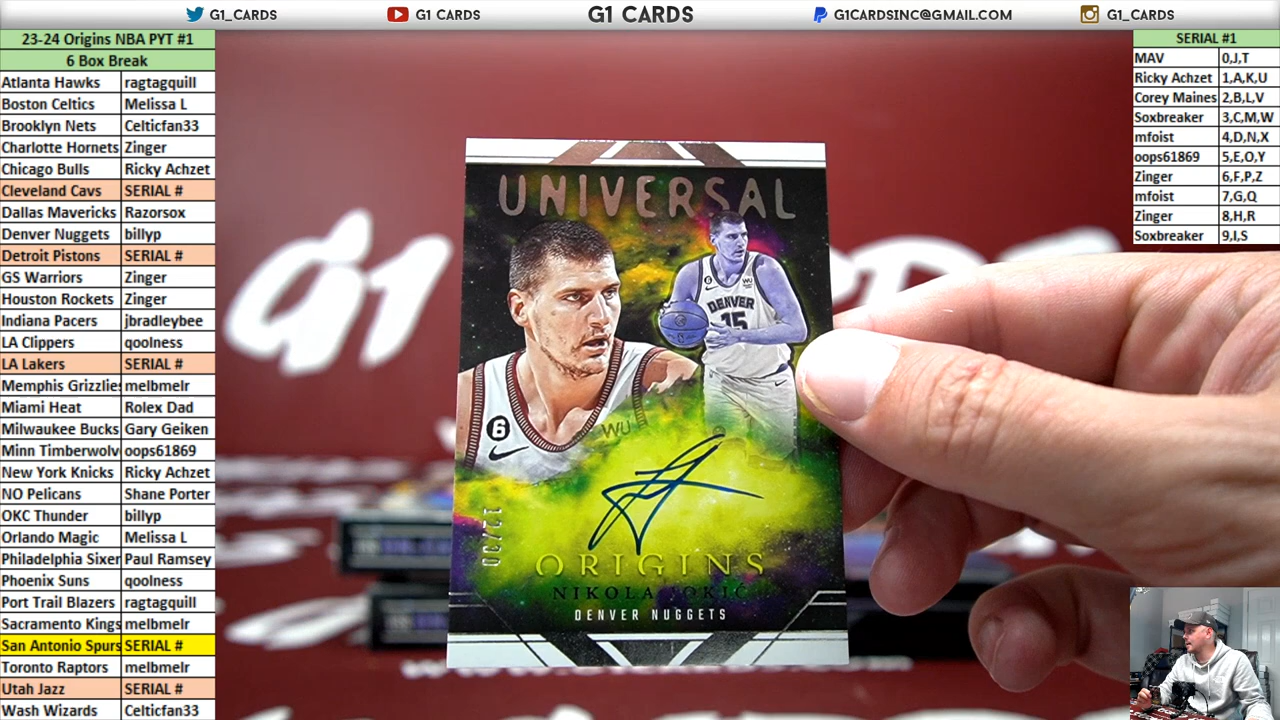 G1_CARDS
G1 CARDS
G1 CARDS
G1CARDSINC@GMAIL.COM
G1_CARDS
23-24 Origins NBA PYT #1
6 Box Break
Atlanta Hawks ragtagquill
Boston Celtics Melissa L
Brooklyn Nets Celticfan33
Charlotte Hornets Zinger
Chicago Bulls Ricky Achzet
Cleveland Cavs SERIAL #
Dallas Mavericks Razorsox
Denver Nuggets billyp
Detroit Pistons SERIAL #
GS Warriors Zinger
Houston Rockets Zinger
Indiana Pacers jbradleybee
LA Clippers qoolness
LA Lakers SERIAL #
Memphis Grizzlies melbmelr
Miami Heat Rolex Dad
Milwaukee Bucks Gary Geiken
Minn Timberwolv oops61869
New York Knicks Ricky Achzet
NO Pelicans Shane Porter
OKC Thunder billyp
Orlando Magic Melissa L
Philadelphia Sixer Paul Ramsey
Phoenix Suns qoolness
Port Trail Blazers ragtagquill
Sacramento Kings melbmelr
San Antonio Spurs SERIAL #
Toronto Raptors melbmelr
Utah Jazz SERIAL #
Wash Wizards Celticfan33
SERIAL #1
MAV 0,J,T
Ricky Achzet 1,A,K,U
Corey Maines 2,B,L,V
Soxbreaker 3,C,M,W
mfoist 4,D,N,X
oops61869 5,E,O,Y
Zinger 6,F,P,Z
mfoist 7,G,Q
Zinger 8,H,R
Soxbreaker 9,I,S
G1
UNIVERSAL
DENVER
15
6
WU
ORIGINS
NIKOLA JOKIĆ
DENVER NUGGETS